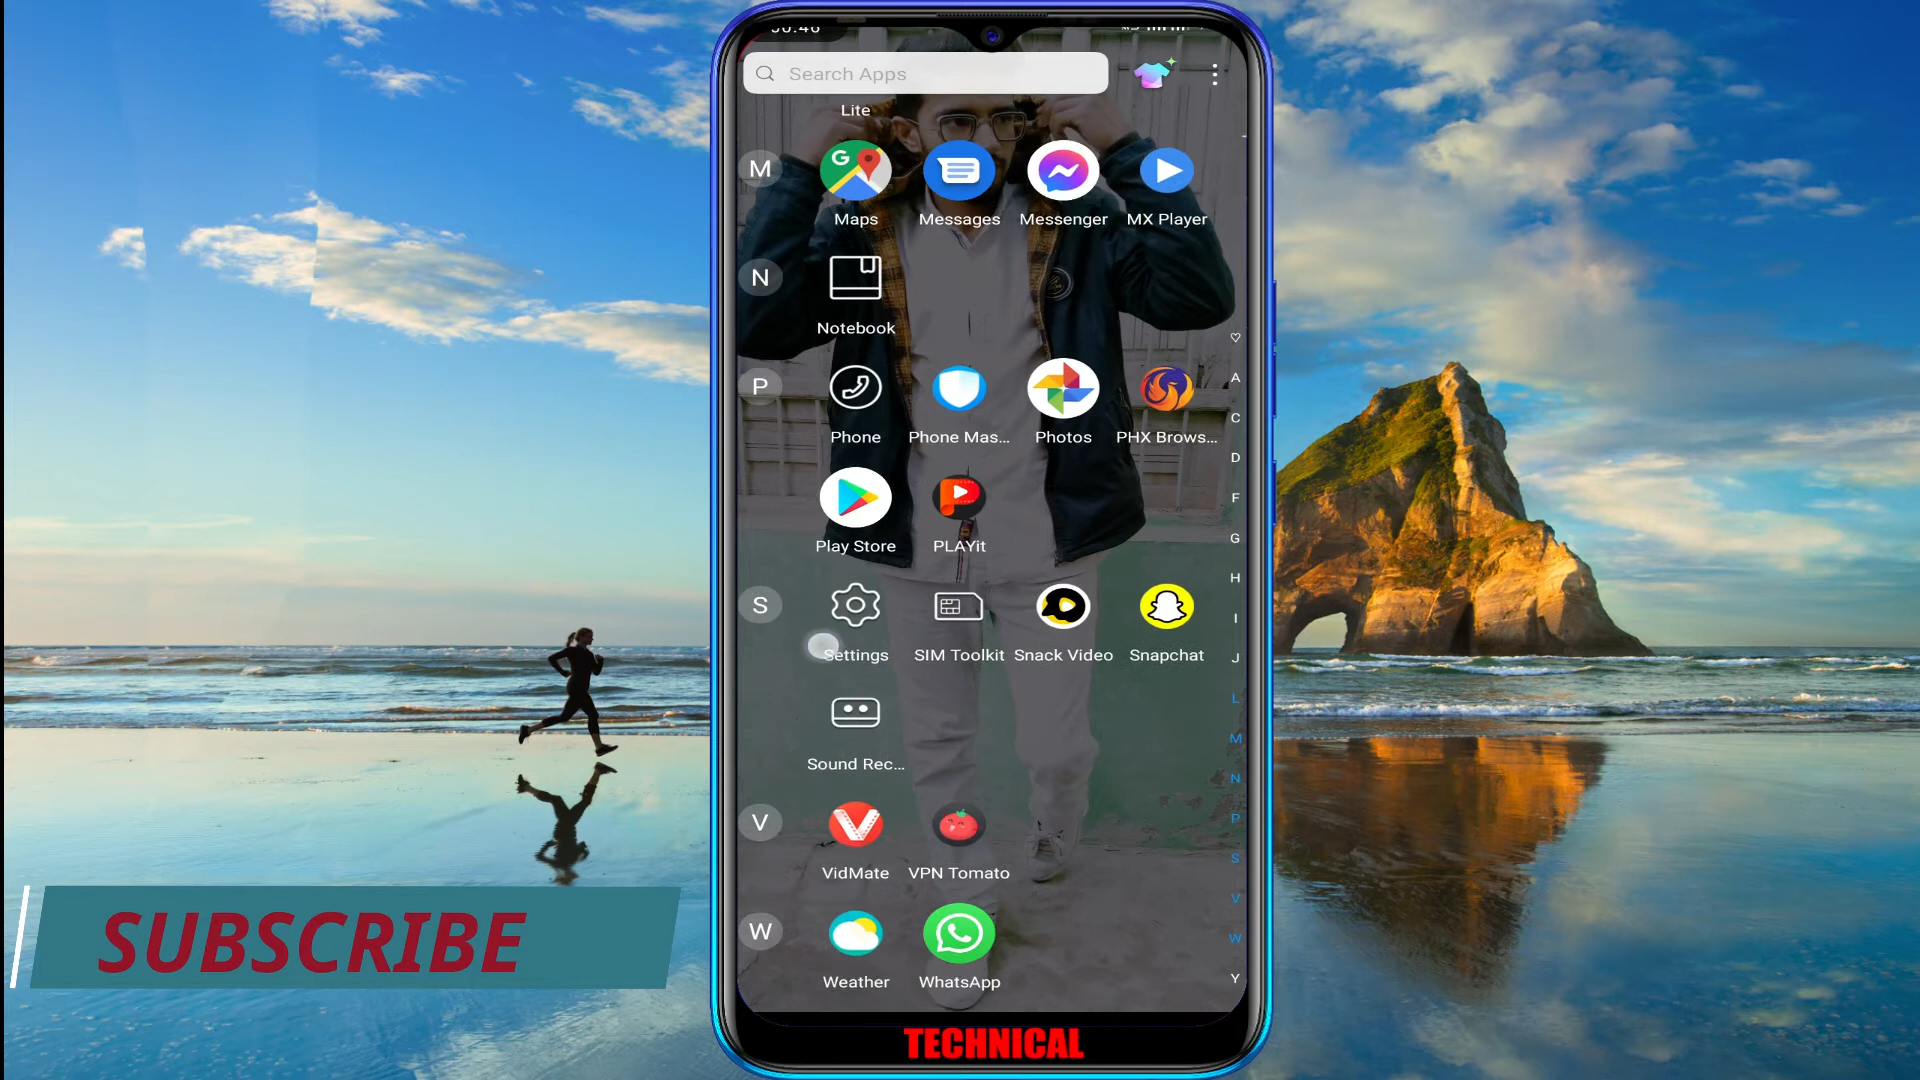 Search Apps
Lite
M
Maps Messages Messenger MX Player
N
Notebook
P
Phone Phone Mas... Photos PHX Brows...
Play Store PLAYit
S
Settings SIM Toolkit Snack Video Snapchat
Sound Rec...
V
VidMate VPN Tomato
W
Weather WhatsApp
A
C
D
F
G
H
I
J
L
M
N
P
S
V
W
Y
SUBSCRIBE
TECHNICAL